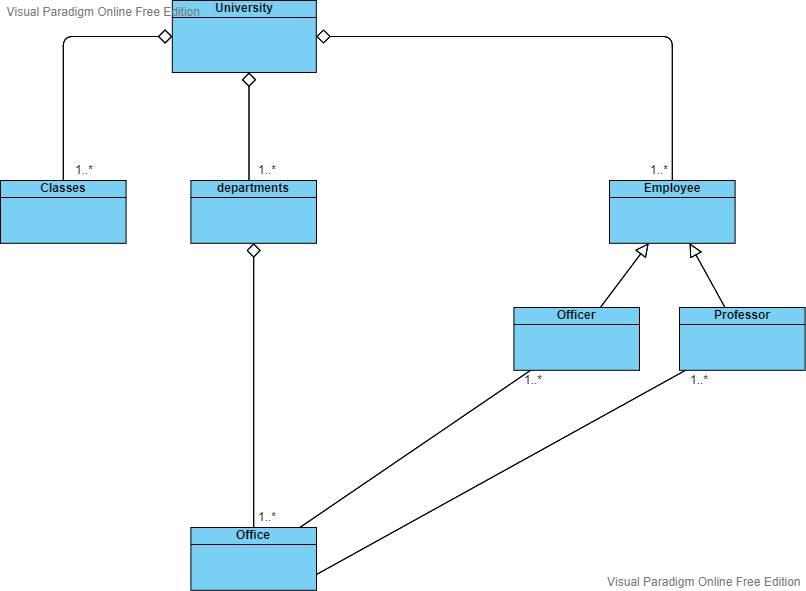 Visual Paradigm Online Free Edition
University
1..*
1..*
1..*
Classes
departments
Employee
Officer
Professor
1..*
1..*
1..*
Office
Visual Paradigm Online Free Edition